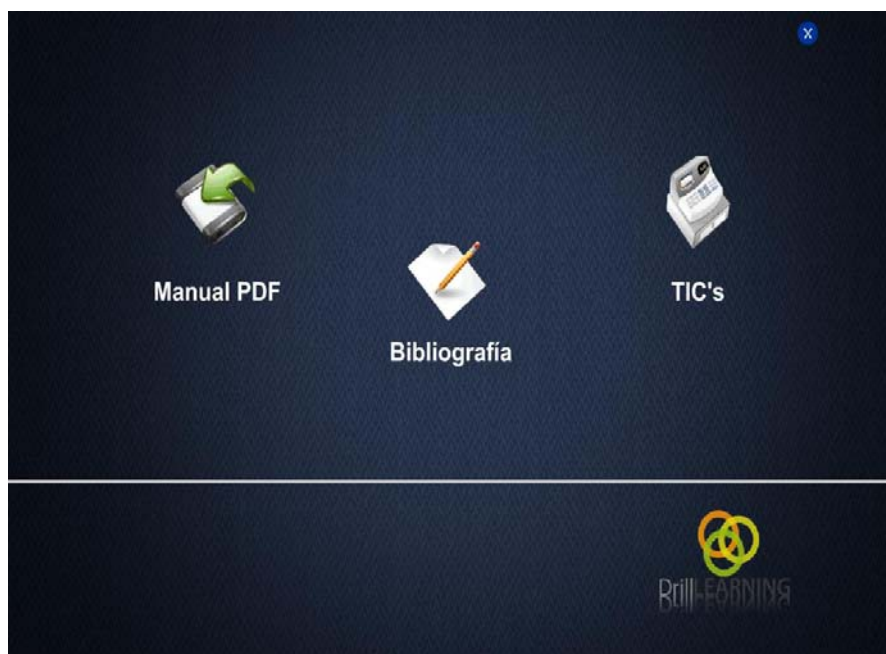 X
Manual PDF
TIC's
Bibliografía
DrillLEARNING